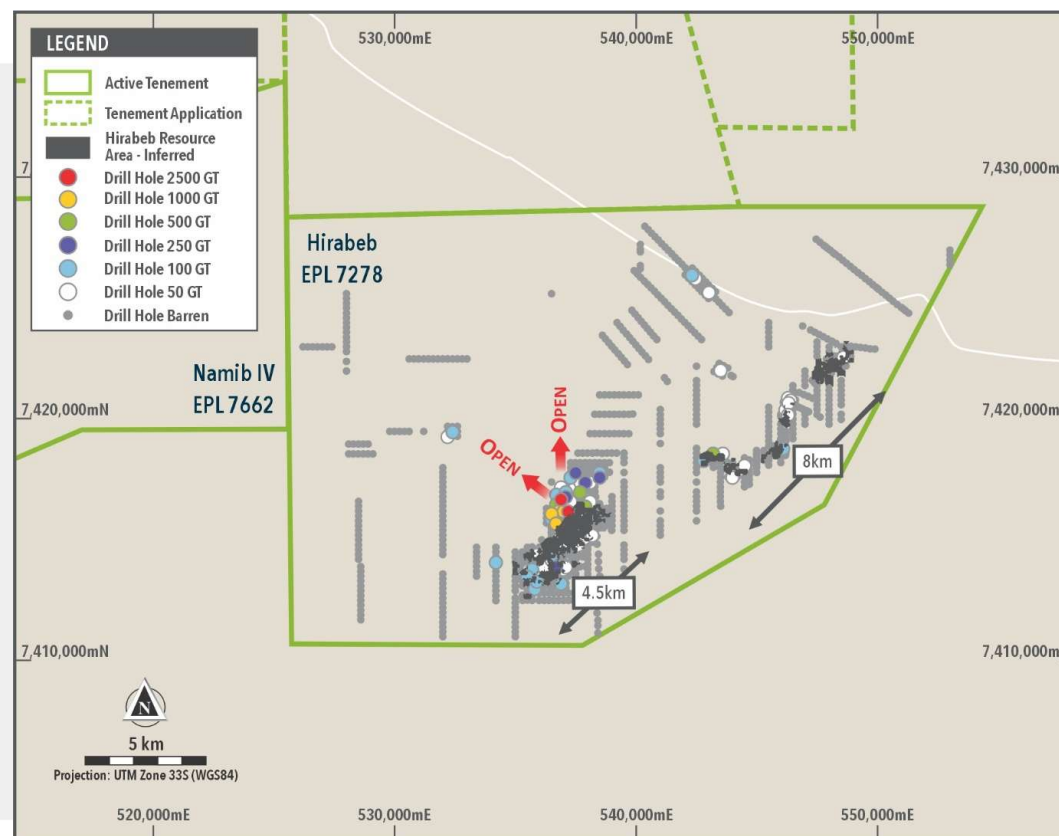 530,000mE
540,000mE
550,000mE
LEGEND
Active Tenement
Tenement Application
Hirabeb Resource
Area - Inferred
Drill Hole 2500 GT
Drill Hole 1000 GT
Drill Hole 500 GT
Drill Hole 250 GT
Drill Hole 100 GT
Drill Hole 50 GT
Drill Hole Barren
7,430,000m
Hirabeb
EPL 7278
Namib IV
EPL 7662
7,420,000mN
7,420,000m
OPEN
OPEN
8km
4.5km
7,410,000mN
7,410,000m
N
5 km
Projection: UTM Zone 33S (WGS84)
520,000mE
530,000mE
540,000mE
550,000mE